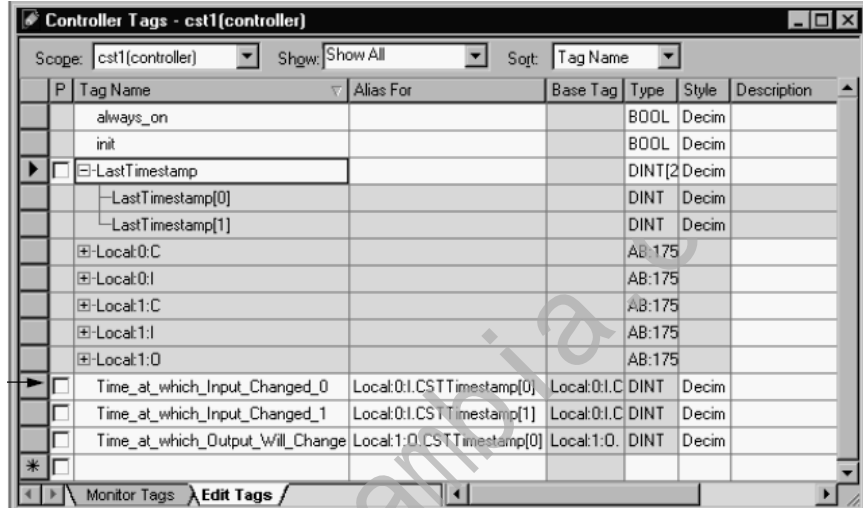 Controller Tags - cst1(controller)
Scope: cst1(controller) Show: Show All Sort: Tag Name
P Tag Name Alias For Base Tag Type Style Description
always_on BOOL Decim
init BOOL Decim
LastTimestamp DINT[2 Decim
LastTimestamp[0] DINT Decim
LastTimestamp[1] DINT Decim
Local:0:C AB:175
Local:0:I AB:175
Local:1:C AB:175
Local:1:I AB:175
Local:1:O AB:175
Time_at_which_Input_Changed_0 Local:0:I.CSTTimestamp[0] Local:0:I.C DINT Decim
Time_at_which_Input_Changed_1 Local:0:I.CSTTimestamp[1] Local:0:I.C DINT Decim
Time_at_which_Output_Will_Change Local:1:O.CSTTimestamp[0] Local:1:O. DINT Decim
Monitor Tags Edit Tags